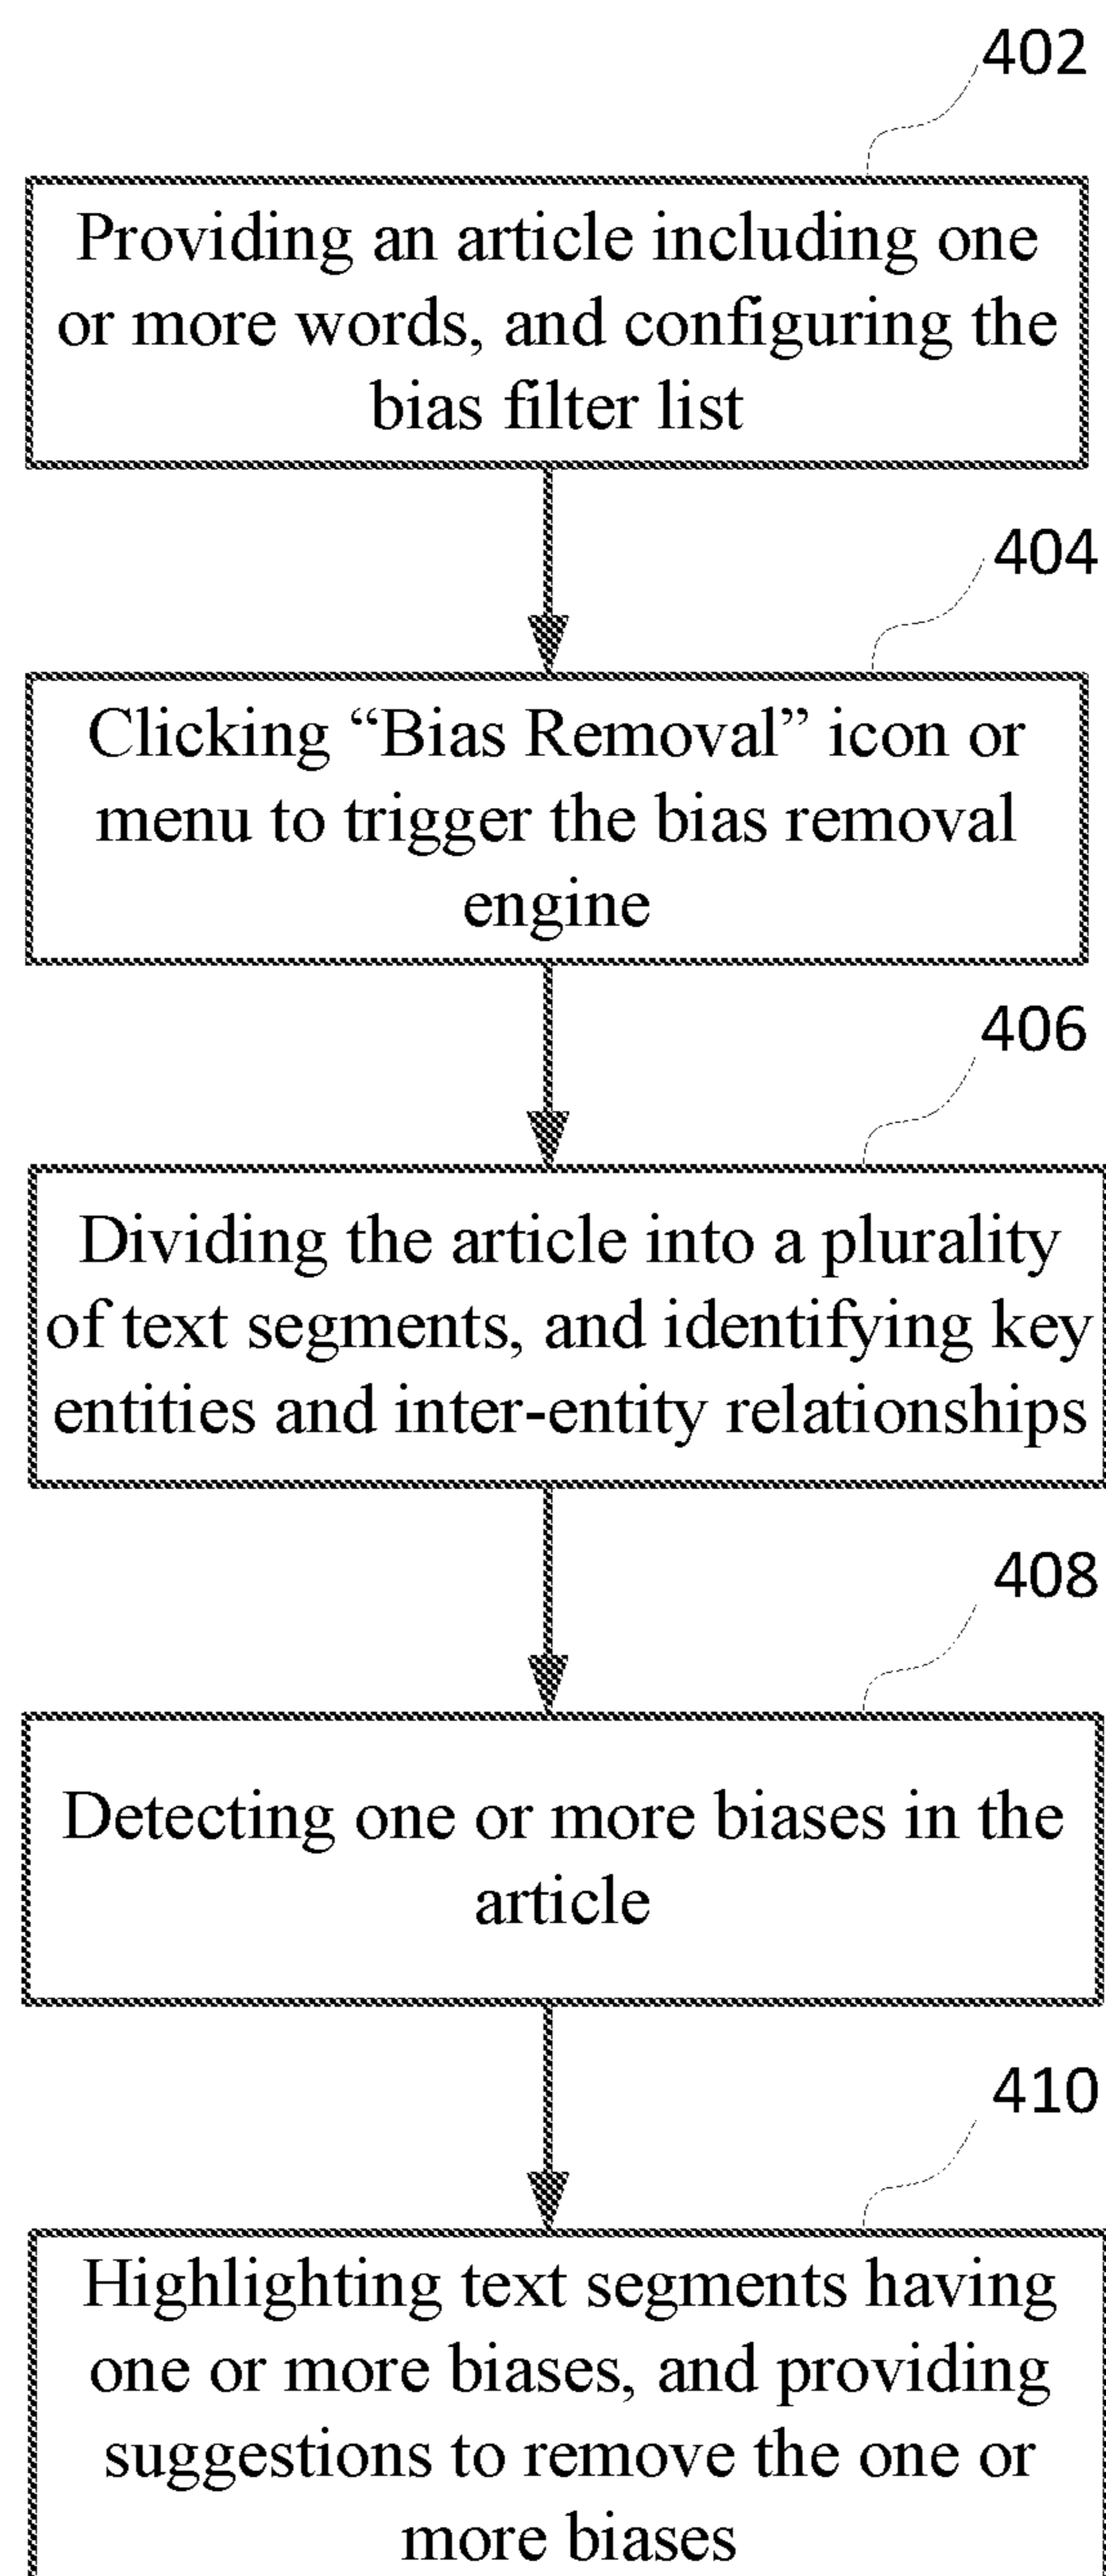 402
Providing an article including one
or more words, and configuring the
bias filter list
404
Clicking “Bias Removal” icon or
menu to trigger the bias removal
engine
406
Dividing the article into a plurality
of text segments, and identifying key
entities and inter-entity relationships
408
Detecting one or more biases in the
article
410
Highlighting text segments having
one or more biases, and providing
suggestions to remove the one or
more biases